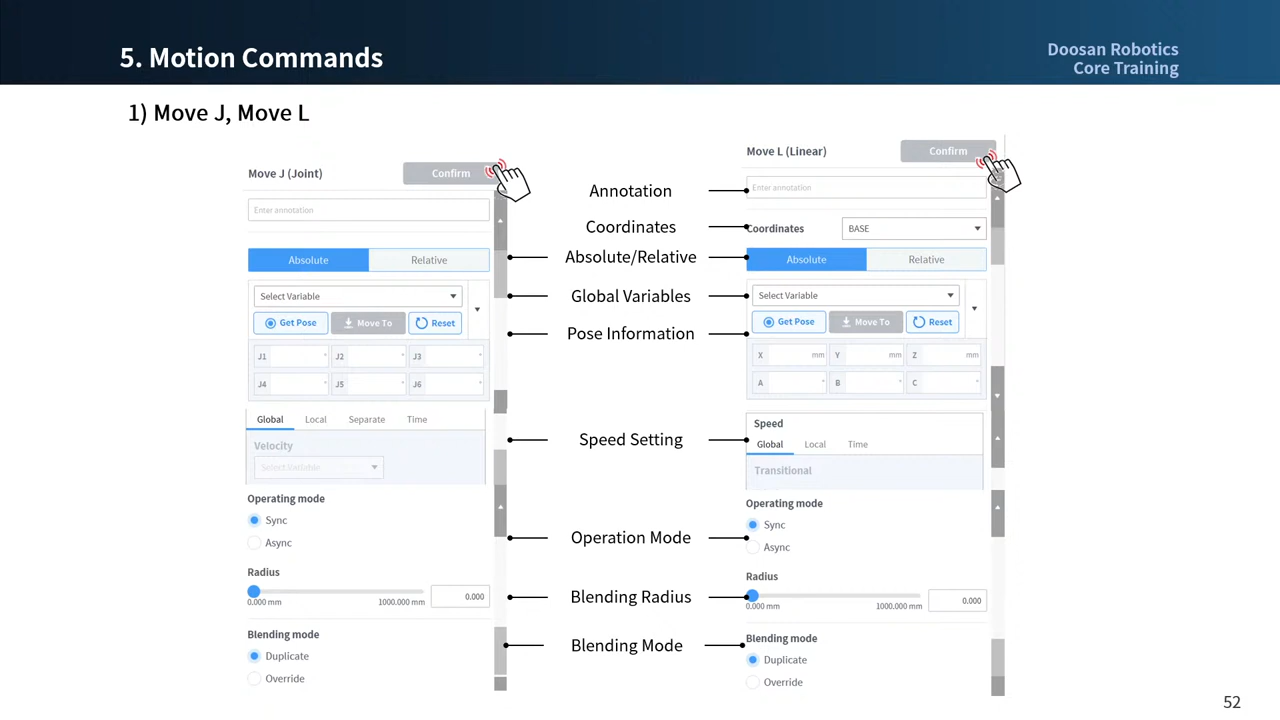 5. Motion Commands
Doosan Robotics
Core Training
1) Move J, Move L
Move J (Joint)
Confirm
Enter annotation
Absolute
Relative
Select Variable
Get Pose
Move To
Reset
J1 °
J2 °
J3 °
J4 °
J5 °
J6 °
Global
Local
Separate
Time
Velocity
Select Variable
Operating mode
Sync
Async
Radius
0.000 mm
1000.000 mm
0.000
Blending mode
Duplicate
Override
Annotation
Coordinates
Absolute/Relative
Global Variables
Pose Information
Speed Setting
Operation Mode
Blending Radius
Blending Mode
Move L (Linear)
Confirm
Enter annotation
Coordinates
BASE
Absolute
Relative
Select Variable
Get Pose
Move To
Reset
X mm
Y mm
Z mm
A °
B °
C °
Speed
Global
Local
Time
Transitional
Operating mode
Sync
Async
Radius
0.000 mm
1000.000 mm
0.000
Blending mode
Duplicate
Override
52